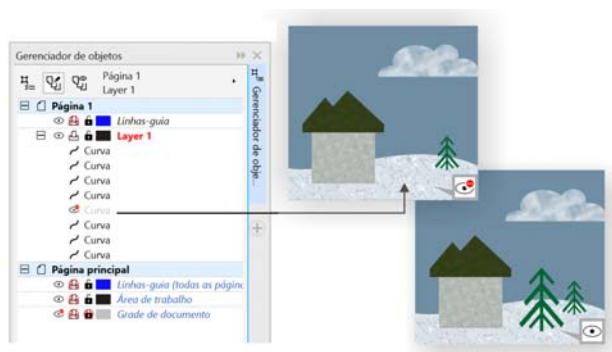 Gerenciador de objetos
Página 1
Layer 1
Página 1
Linhas-guia
Layer 1
Curva
Curva
Curva
Curva
Curva
Curva
Curva
Curva
Página principal
Linhas-guia (todas as págin
Área de trabalho
Grade de documento
Gerenciador de obje...